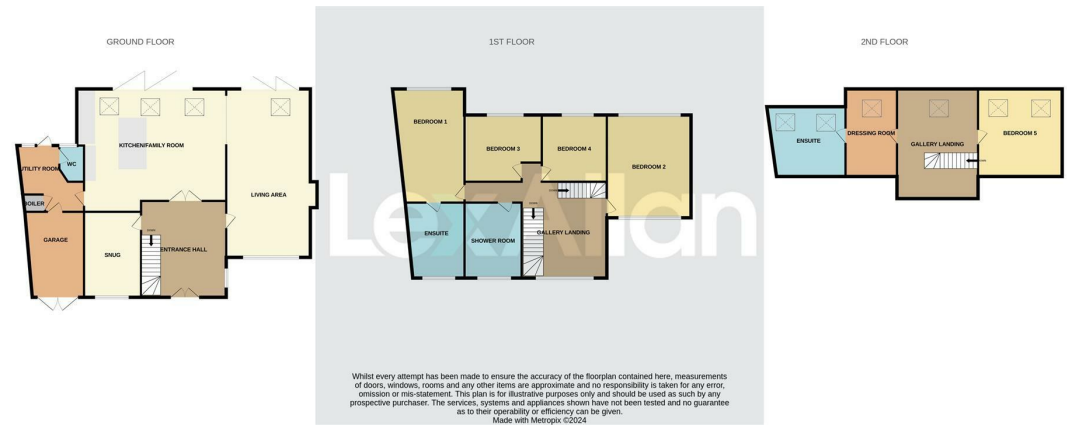 GROUND FLOOR
1ST FLOOR
2ND FLOOR
KITCHEN/FAMILY ROOM
WC
UTILITY ROOM
BOILER
LIVING AREA
GARAGE
SNUG
ENTRANCE HALL
BEDROOM 1
BEDROOM 3
BEDROOM 4
BEDROOM 2
ENSUITE
SHOWER ROOM
GALLERY LANDING
ENSUITE
DRESSING ROOM
GALLERY LANDING
BEDROOM 5
LexAllan
Whilst every attempt has been made to ensure the accuracy of the floorplan contained here, measurements
of doors, windows, rooms and any other items are approximate and no responsibility is taken for any error,
omission or mis-statement. This plan is for illustrative purposes only and should be used as such by any
prospective purchaser. The services, systems and appliances shown have not been tested and no guarantee
as to their operability or efficiency can be given.
Made with Metropix ©2024